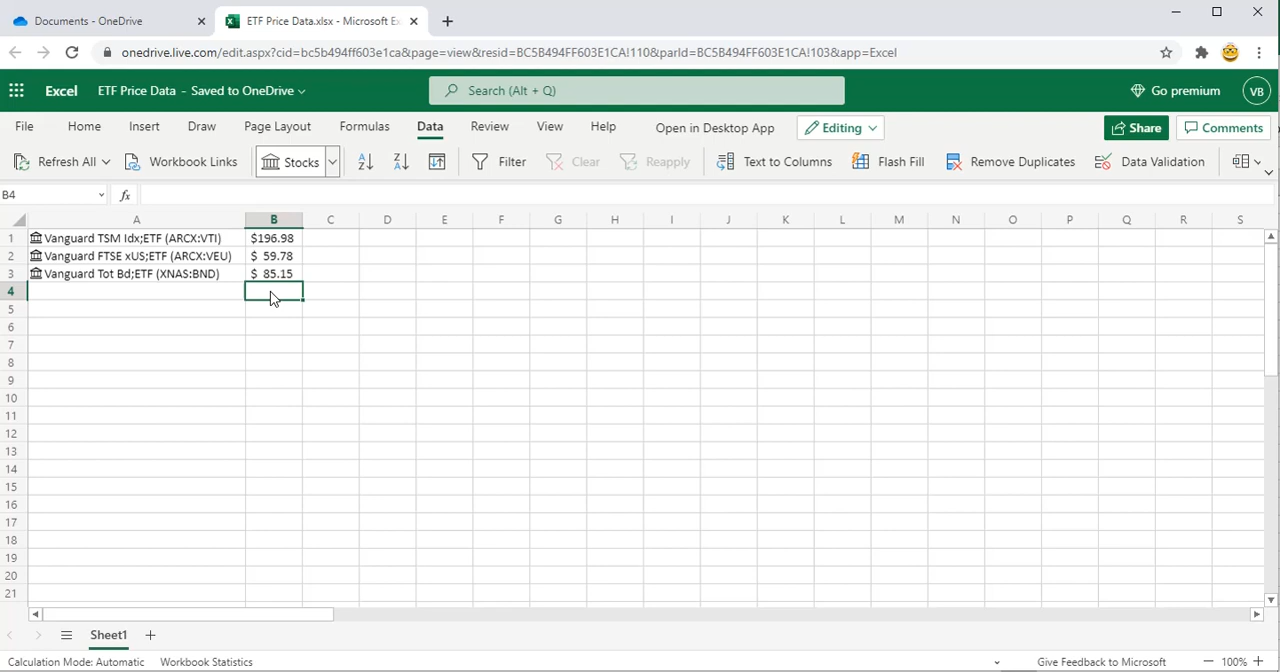 Documents - OneDrive
ETF Price Data.xlsx - Microsoft Ex
onedrive.live.com/edit.aspx?cid=bc5b494ff603e1ca&page=view&resid=BC5B494FF603E1CA!110&parId=BC5B494FF603E1CA!103&app=Excel
Excel ETF Price Data - Saved to OneDrive Search (Alt + Q) Go premium VB
File Home Insert Draw Page Layout Formulas Data Review View Help Open in Desktop App Editing Share Comments
Refresh All Workbook Links Stocks Filter Clear Reapply Text to Columns Flash Fill Remove Duplicates Data Validation
B4 fx
A B C D E F G H I J K L M N O P Q R S
1 Vanguard TSM Idx;ETF (ARCX:VTI) $196.98
2 Vanguard FTSE xUS;ETF (ARCX:VEU) $ 59.78
3 Vanguard Tot Bd;ETF (XNAS:BND) $ 85.15
4
5
6
7
8
9
10
11
12
13
14
15
16
17
18
19
20
21
Sheet1
Calculation Mode: Automatic Workbook Statistics Give Feedback to Microsoft 100%